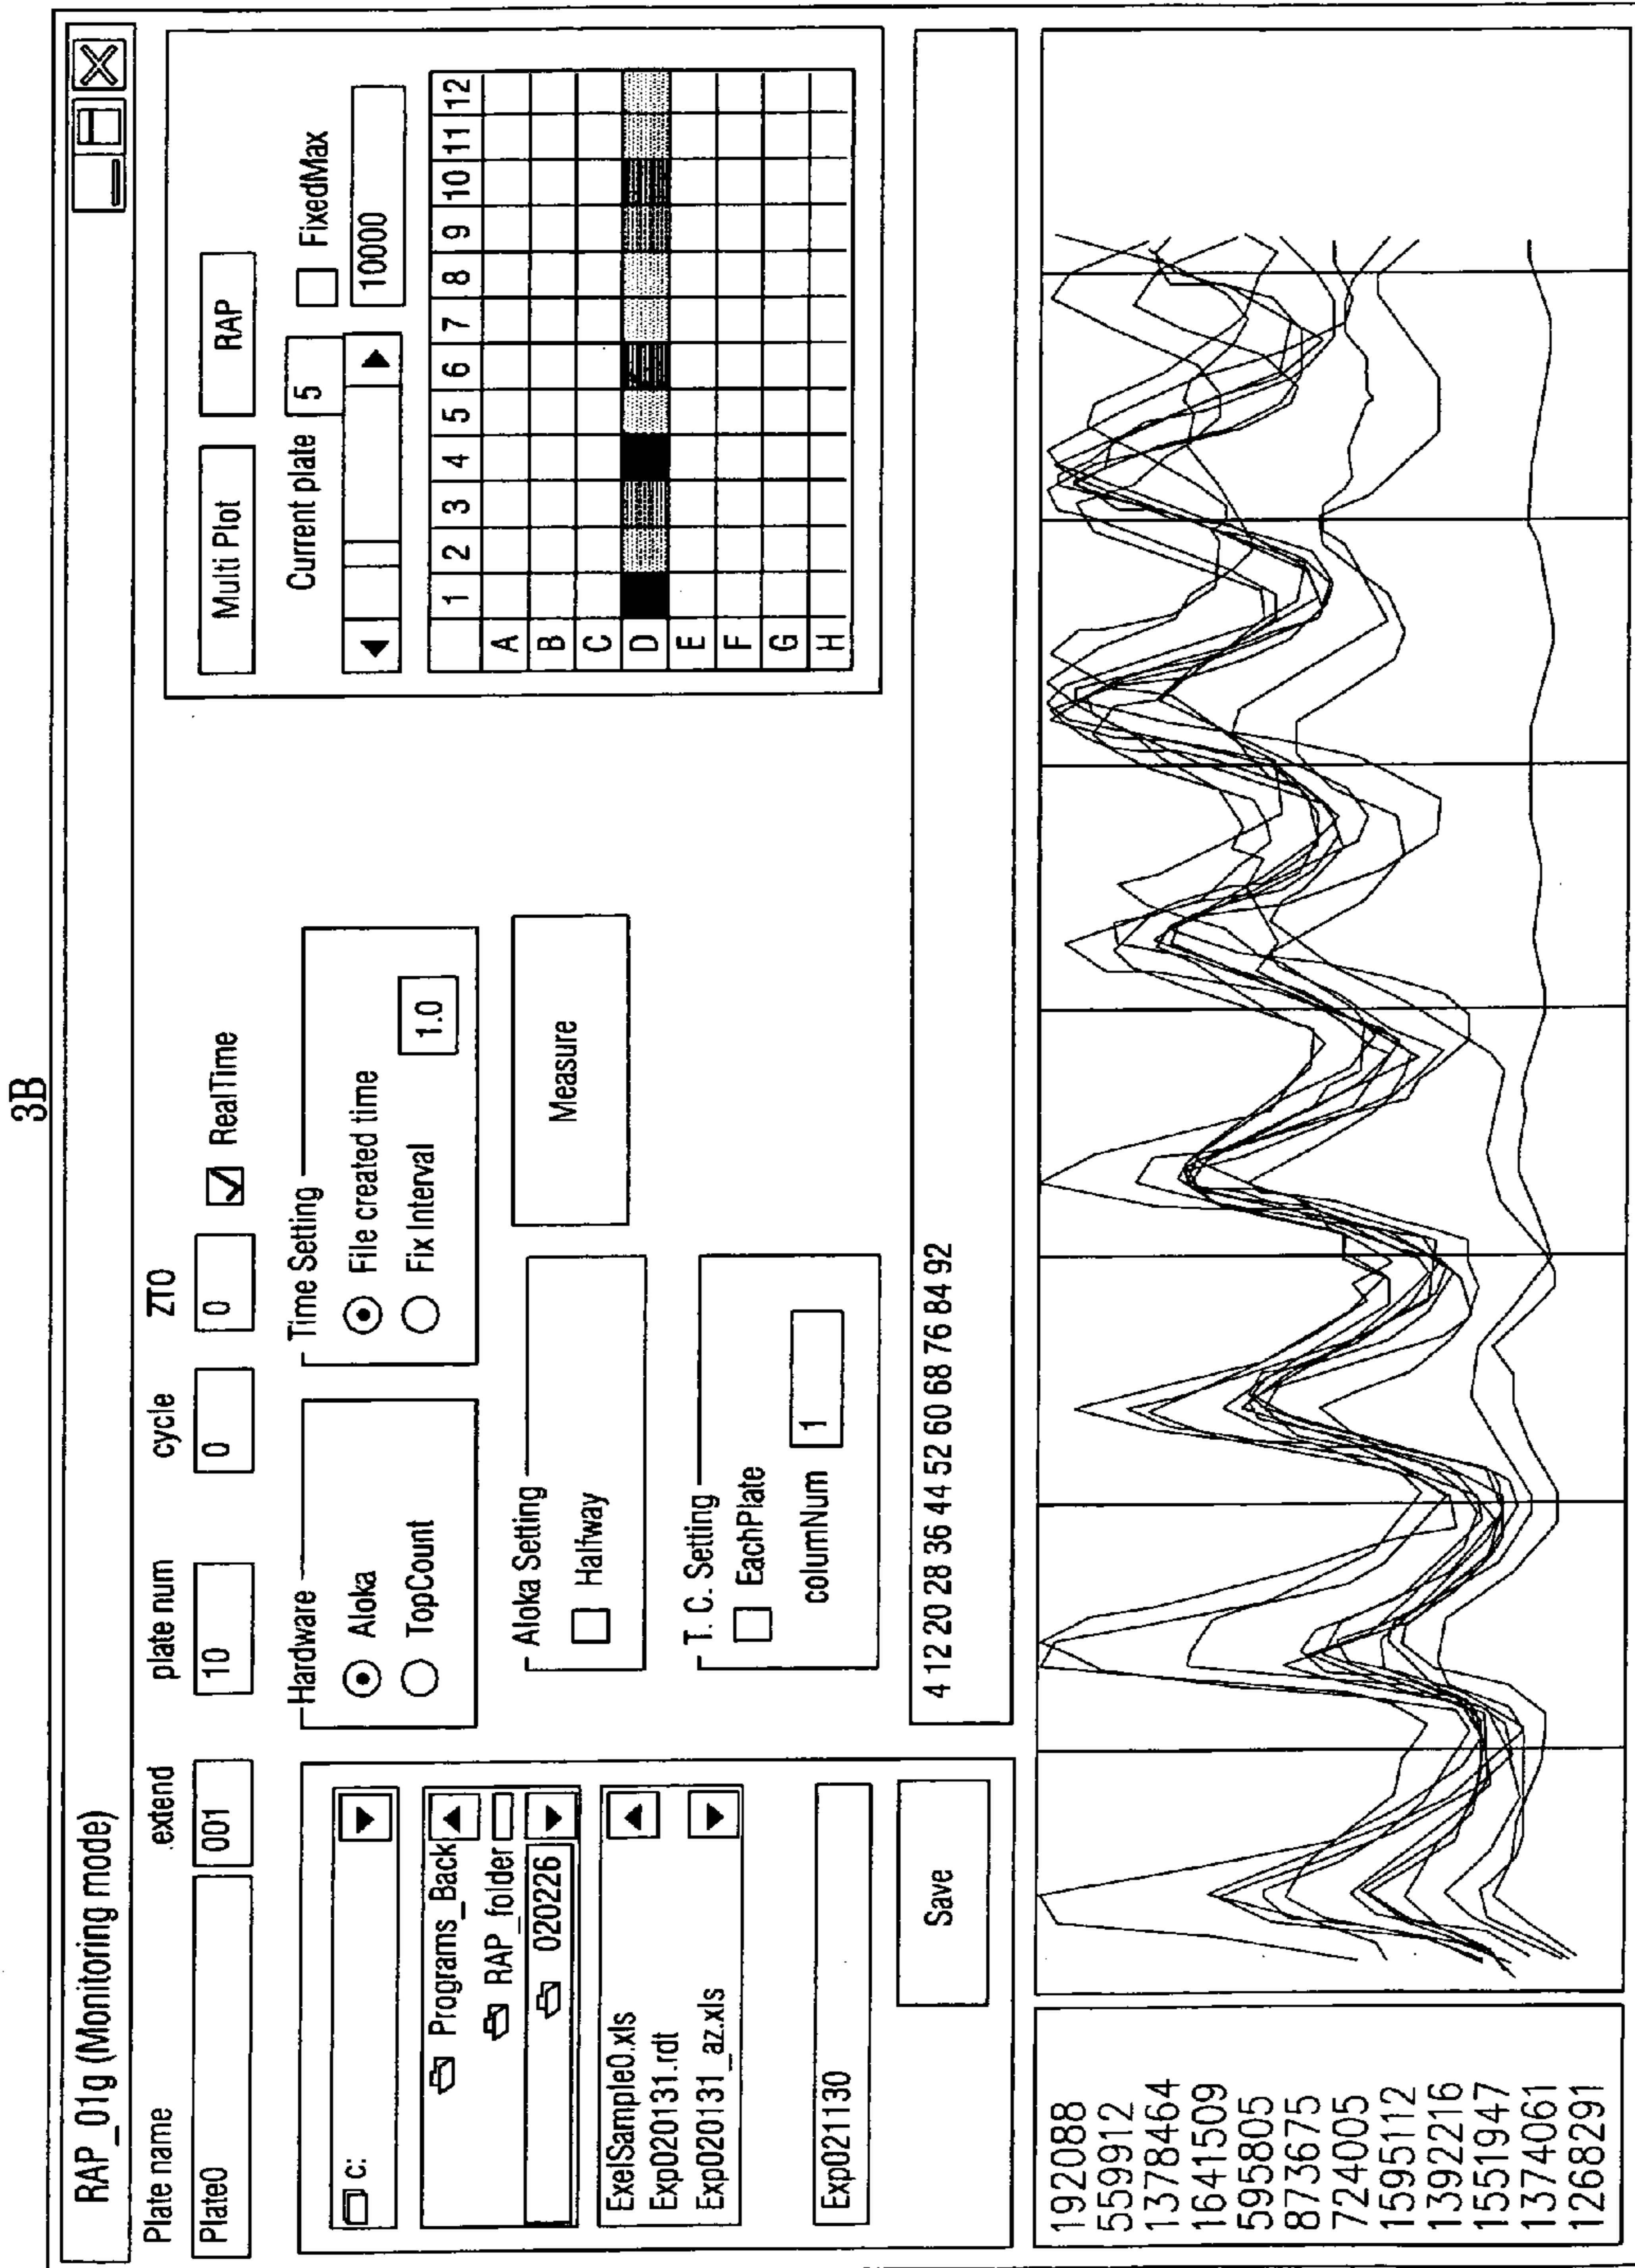 3B
RAP_01g (Monitoring mode)
Plate name .extend plate num cycle ZTO
Plate0 001 10 0 0 RealTime
c:
Programs_Back
RAP_folder
020226
ExelSample0.xls
Exp020131.rdt
Exp020131_az.xls
Exp021130
Save
Hardware
Aloka
TopCount
Time Setting
File created time
Fix Interval 1.0
Aloka Setting
Halfway
Measure
T. C. Setting
EachPlate
columNum 1
Multi Plot RAP
Current plate 5 FixedMax
10000
1 2 3 4 5 6 7 8 9 10 11 12
A
B
C
D
E
F
G
H
4 12 20 28 36 44 52 60 68 76 84 92
192088
559912
1378464
1641509
595805
873675
724005
1595112
1392216
1551947
1374061
1268291